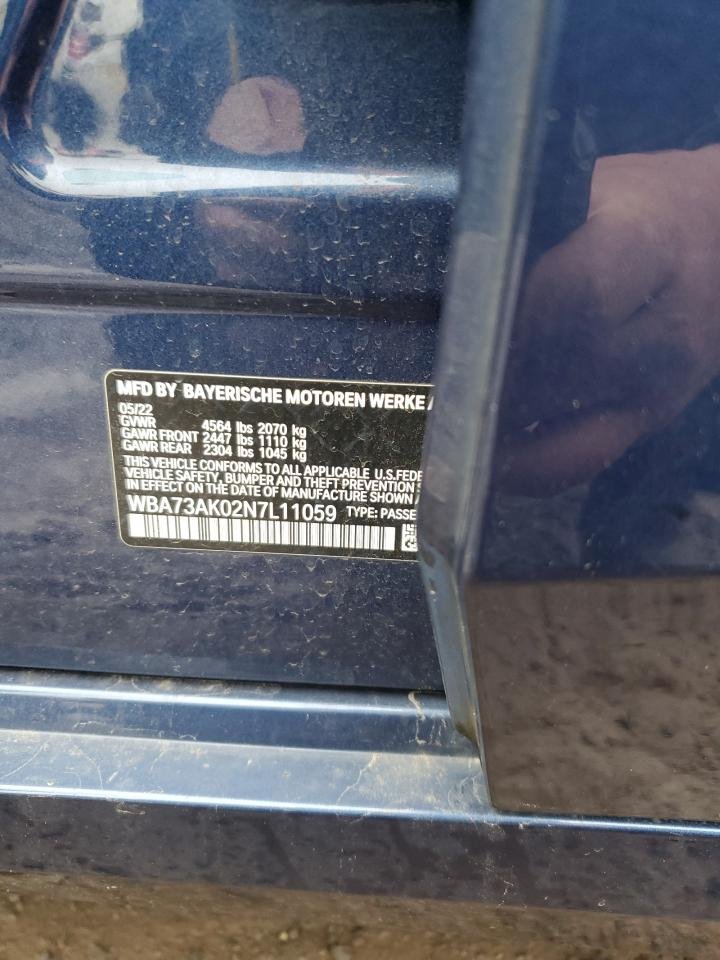 MFD BY BAYERISCHE MOTOREN WERKE
05/22
GVWR 4564 lbs 2070 kg
GAWR FRONT 2447 lbs 1110 kg
GAWR REAR 2304 lbs 1045 kg
THIS VEHICLE CONFORMS TO ALL APPLICABLE U.S.FEDE
VEHICLE SAFETY, BUMPER AND THEFT PREVENTION S
IN EFFECT ON THE DATE OF MANUFACTURE SHOWN
WBA73AK02N7L11059 TYPE: PASSE